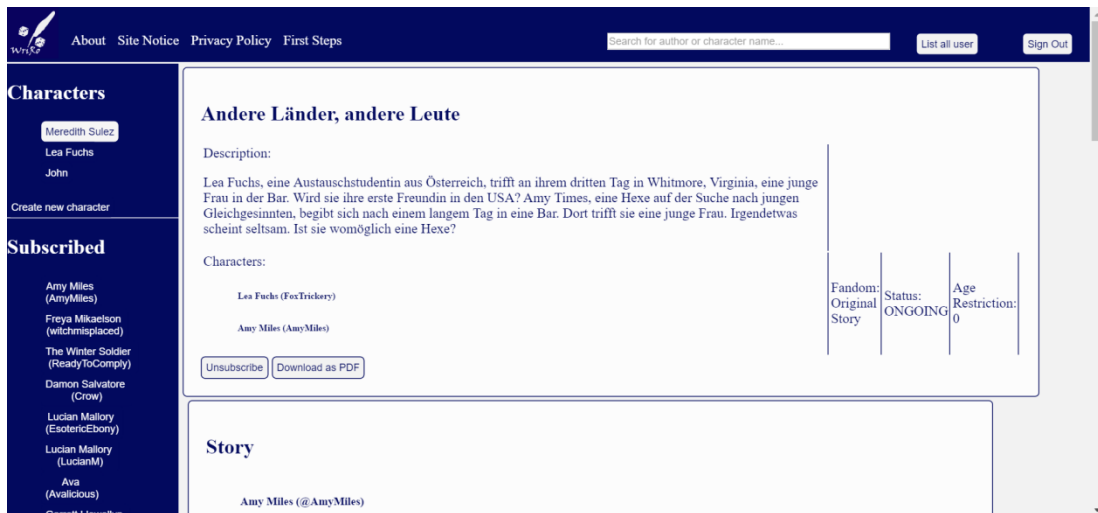 WriRo
About Site Notice Privacy Policy First Steps
Search for author or character name...
List all user
Sign Out
Characters
Meredith Sulez
Lea Fuchs
John
Create new character
Subscribed
Amy Miles
(AmyMiles)
Freya Mikaelson
(witchmisplaced)
The Winter Soldier
(ReadyToComply)
Damon Salvatore
(Crow)
Lucian Mallory
(EsotericEbony)
Lucian Mallory
(LucianM)
Ava
(Avalicious)
Andere Länder, andere Leute
Description:
Lea Fuchs, eine Austauschstudentin aus Österreich, trifft an ihrem dritten Tag in Whitmore, Virginia, eine junge
Frau in der Bar. Wird sie ihre erste Freundin in den USA? Amy Times, eine Hexe auf der Suche nach jungen
Gleichgesinnten, begibt sich nach einem langem Tag in eine Bar. Dort trifft sie eine junge Frau. Irgendetwas
scheint seltsam. Ist sie womöglich eine Hexe?
Characters:
Lea Fuchs (FoxTrickery)
Amy Miles (AmyMiles)
Fandom:
Original
Story
Status:
ONGOING
Age
Restriction:
0
Unsubscribe
Download as PDF
Story
Amy Miles (@AmyMiles)